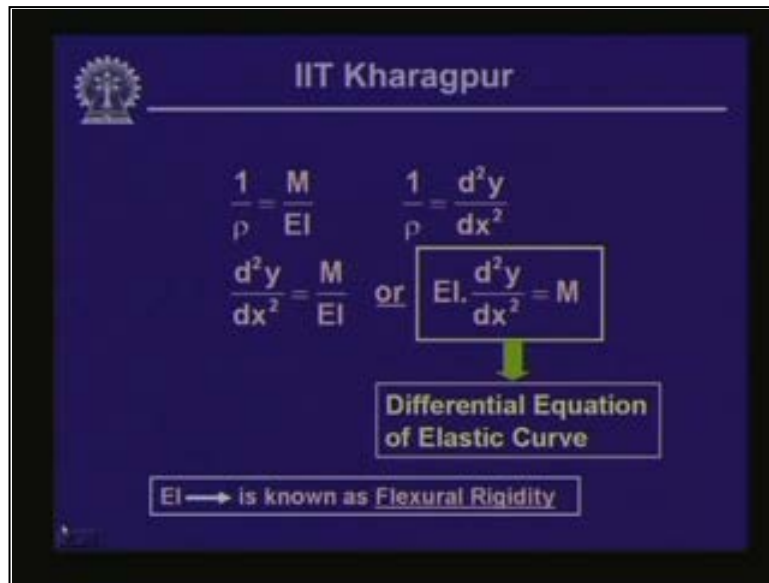 IIT Kharagpur
1/ρ = M/EI    1/ρ = d²y/dx²
d²y/dx² = M/EI or EI. d²y/dx² = M
Differential Equation
of Elastic Curve
EI → is known as Flexural Rigidity